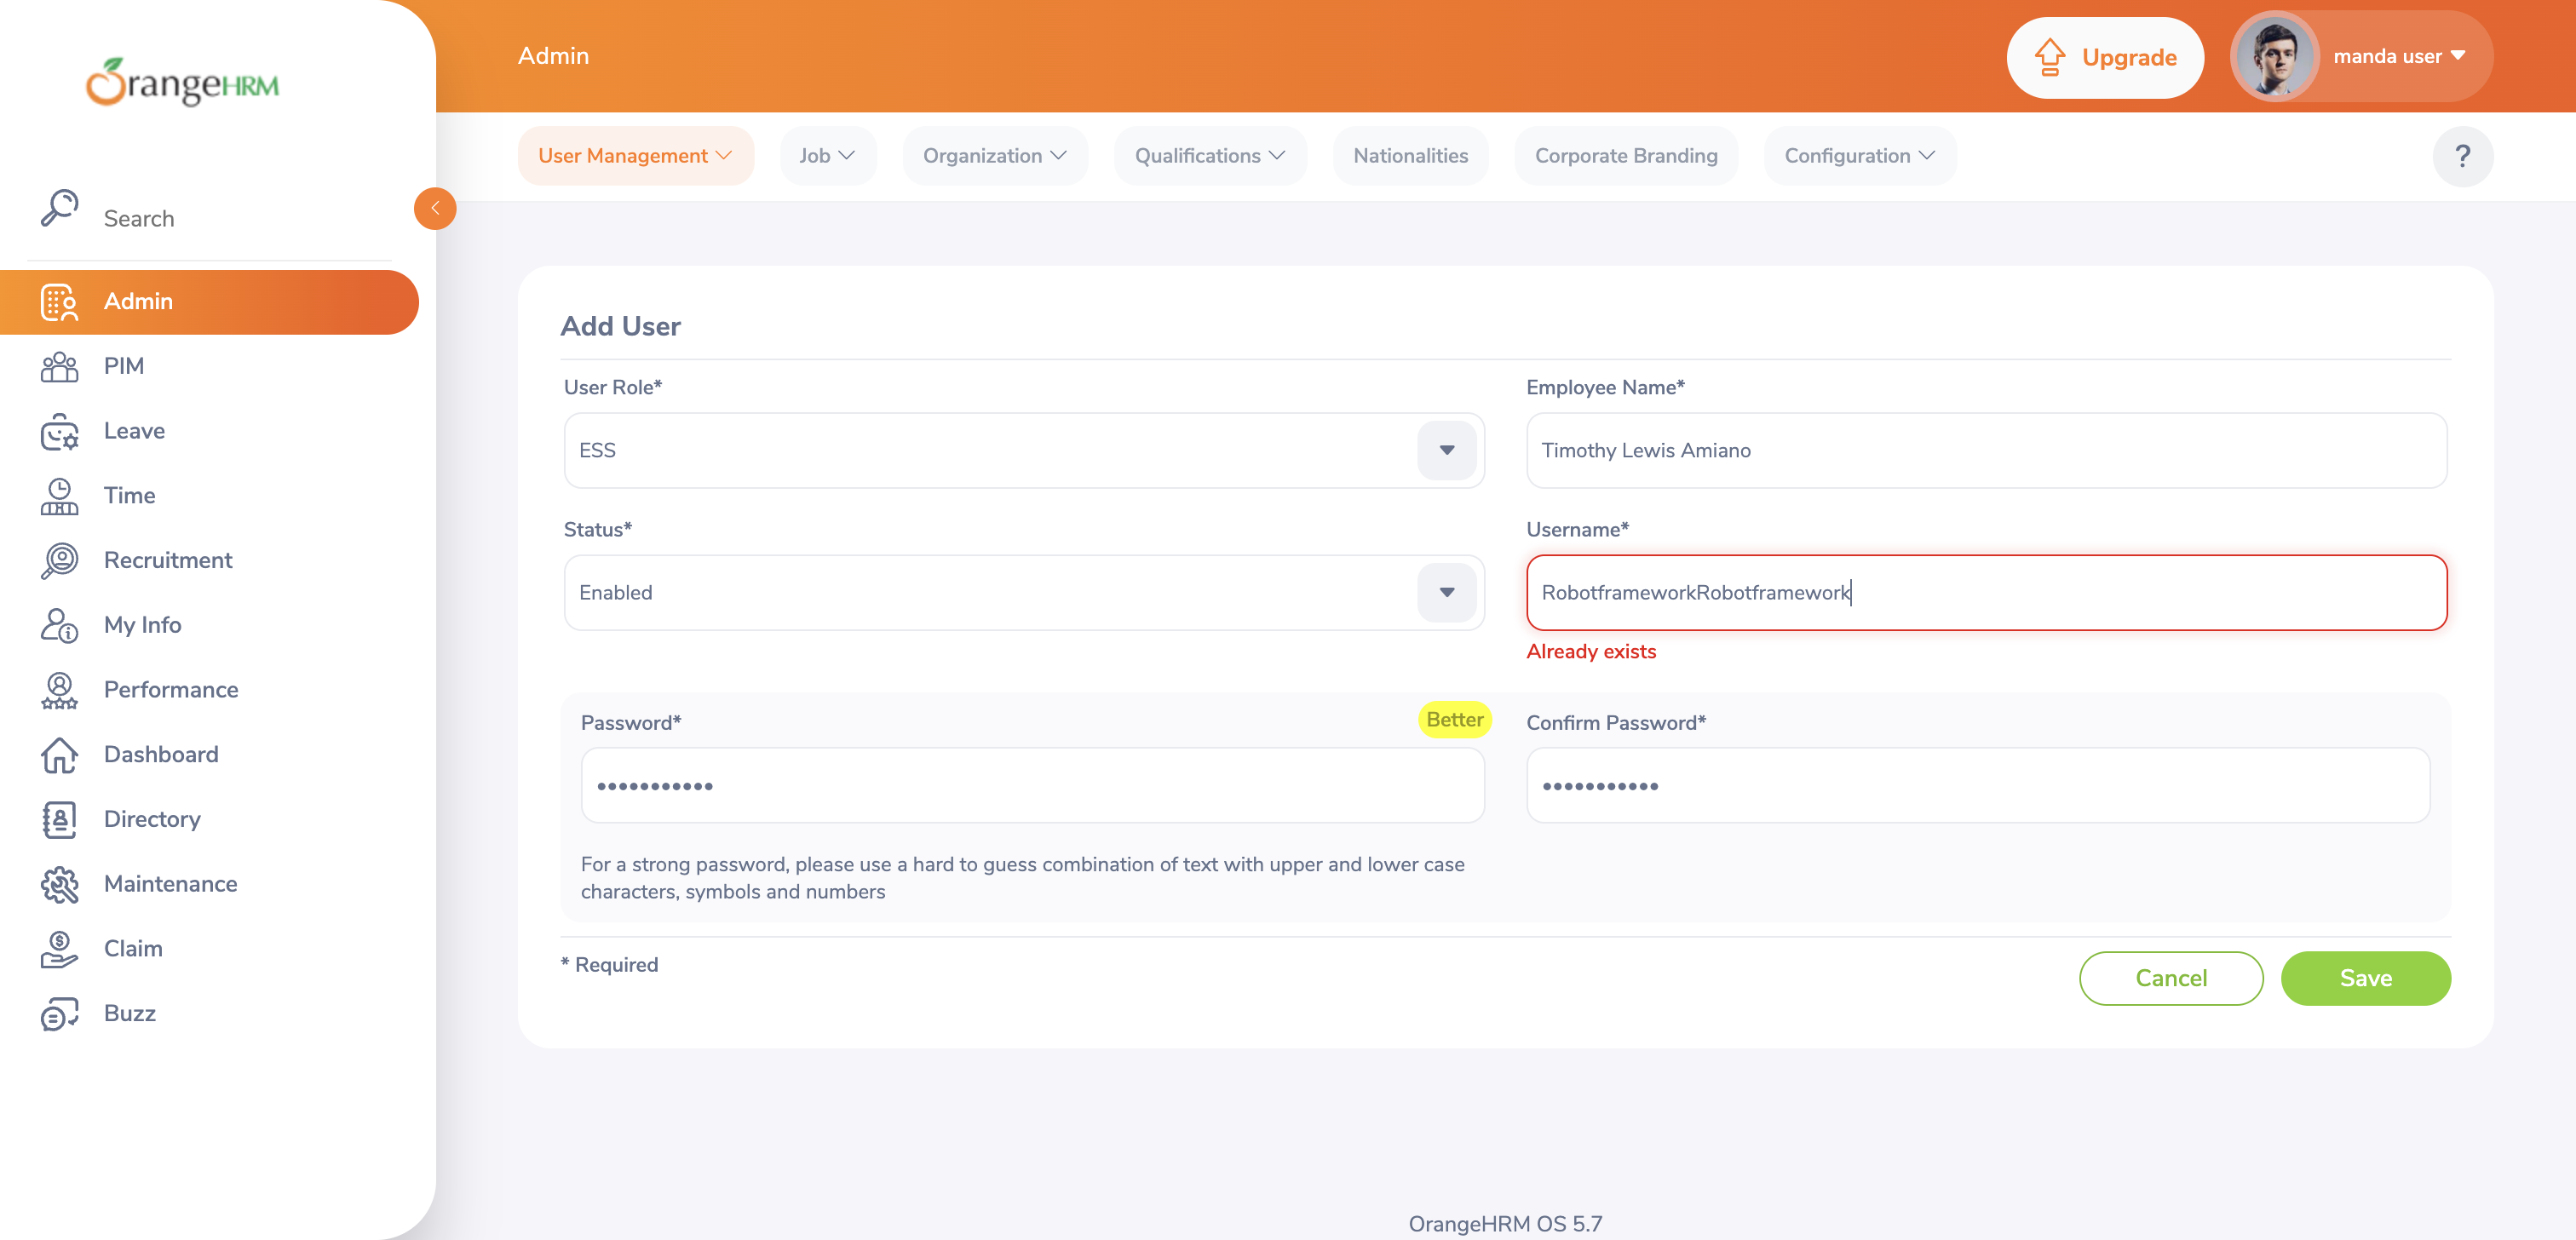 OrangeHRM
Search
Admin
PIM
Leave
Time
Recruitment
My Info
Performance
Dashboard
Directory
Maintenance
Claim
Buzz
Admin
Upgrade
manda user
User Management
Job
Organization
Qualifications
Nationalities
Corporate Branding
Configuration
?
Add User
User Role*
ESS
Employee Name*
Timothy Lewis Amiano
Status*
Enabled
Username*
RobotframeworkRobotframework
Already exists
Password*
Better
•••••••••••
Confirm Password*
•••••••••••
For a strong password, please use a hard to guess combination of text with upper and lower case
characters, symbols and numbers
* Required
Cancel
Save
OrangeHRM OS 5.7